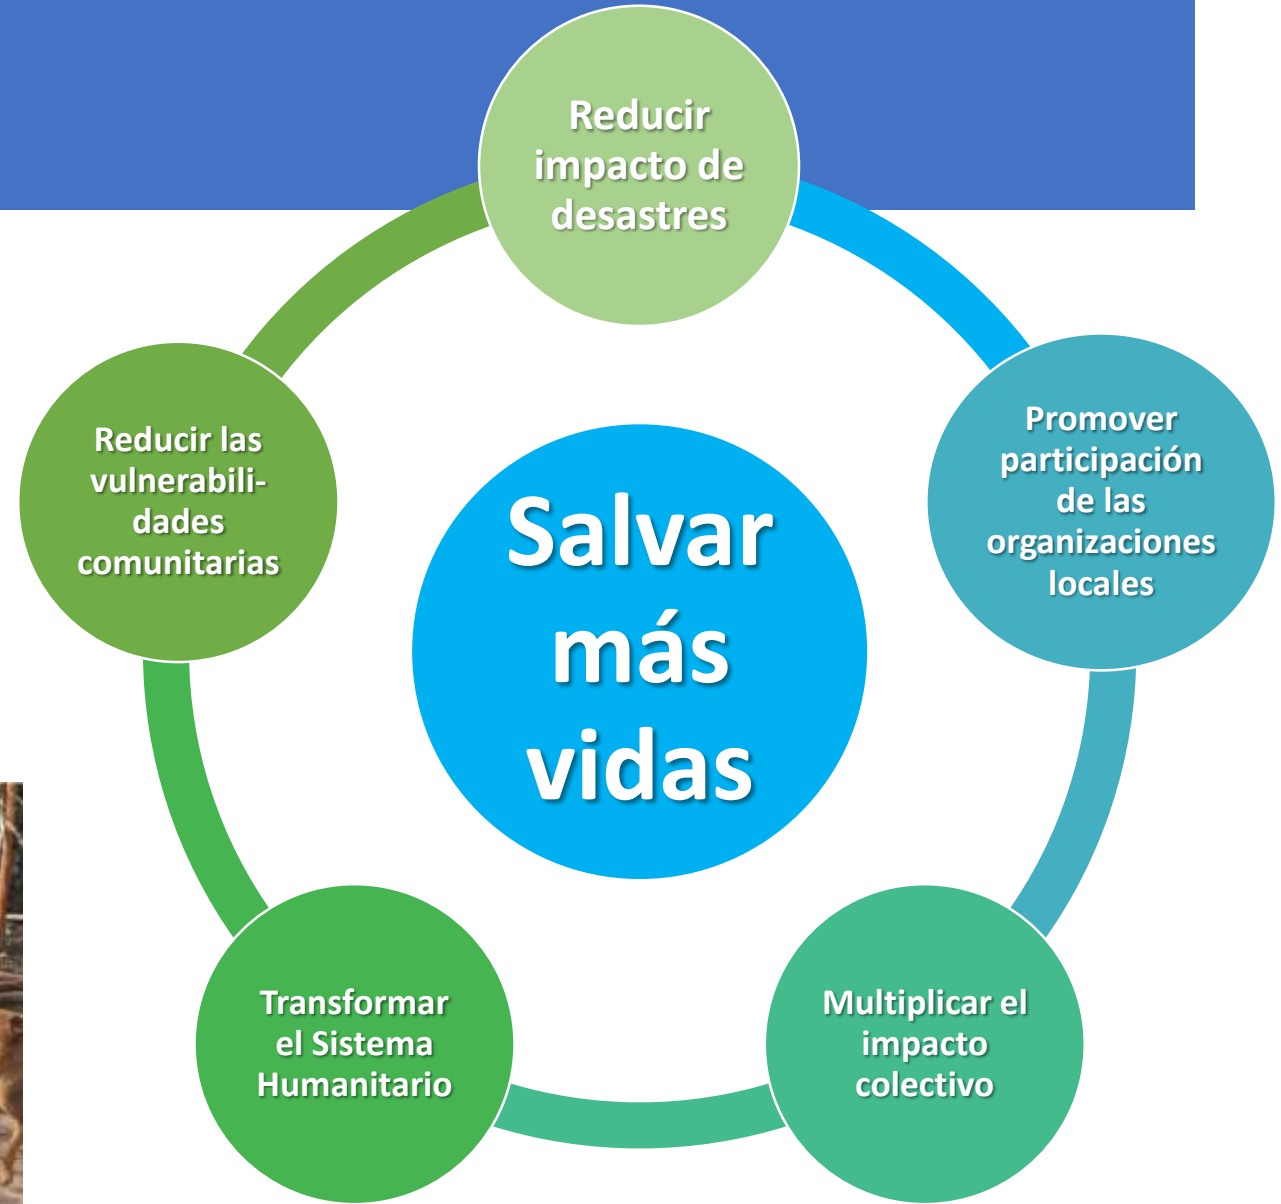 Reducir
impacto de
desastres
Promover
participación
de las
organizaciones
locales
Multiplicar el
impacto
colectivo
Transformar
el Sistema
Humanitario
Reducir las
vulnerabili-
dades
comunitarias
Salvar
más
vidas